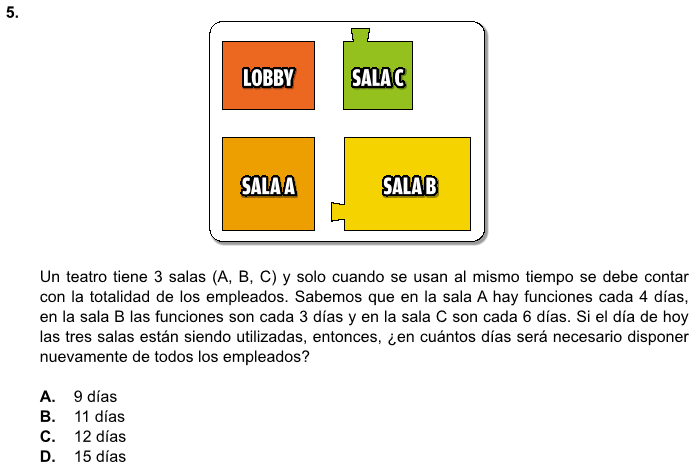 5.
LOBBY
SALA C
SALA A
SALA B
Un teatro tiene 3 salas (A, B, C) y solo cuando se usan al mismo tiempo se debe contar
con la totalidad de los empleados. Sabemos que en la sala A hay funciones cada 4 días,
en la sala B las funciones son cada 3 días y en la sala C son cada 6 días. Si el día de hoy
las tres salas están siendo utilizadas, entonces, ¿en cuántos días será necesario disponer
nuevamente de todos los empleados?
A. 9 días
B. 11 días
C. 12 días
D. 15 días